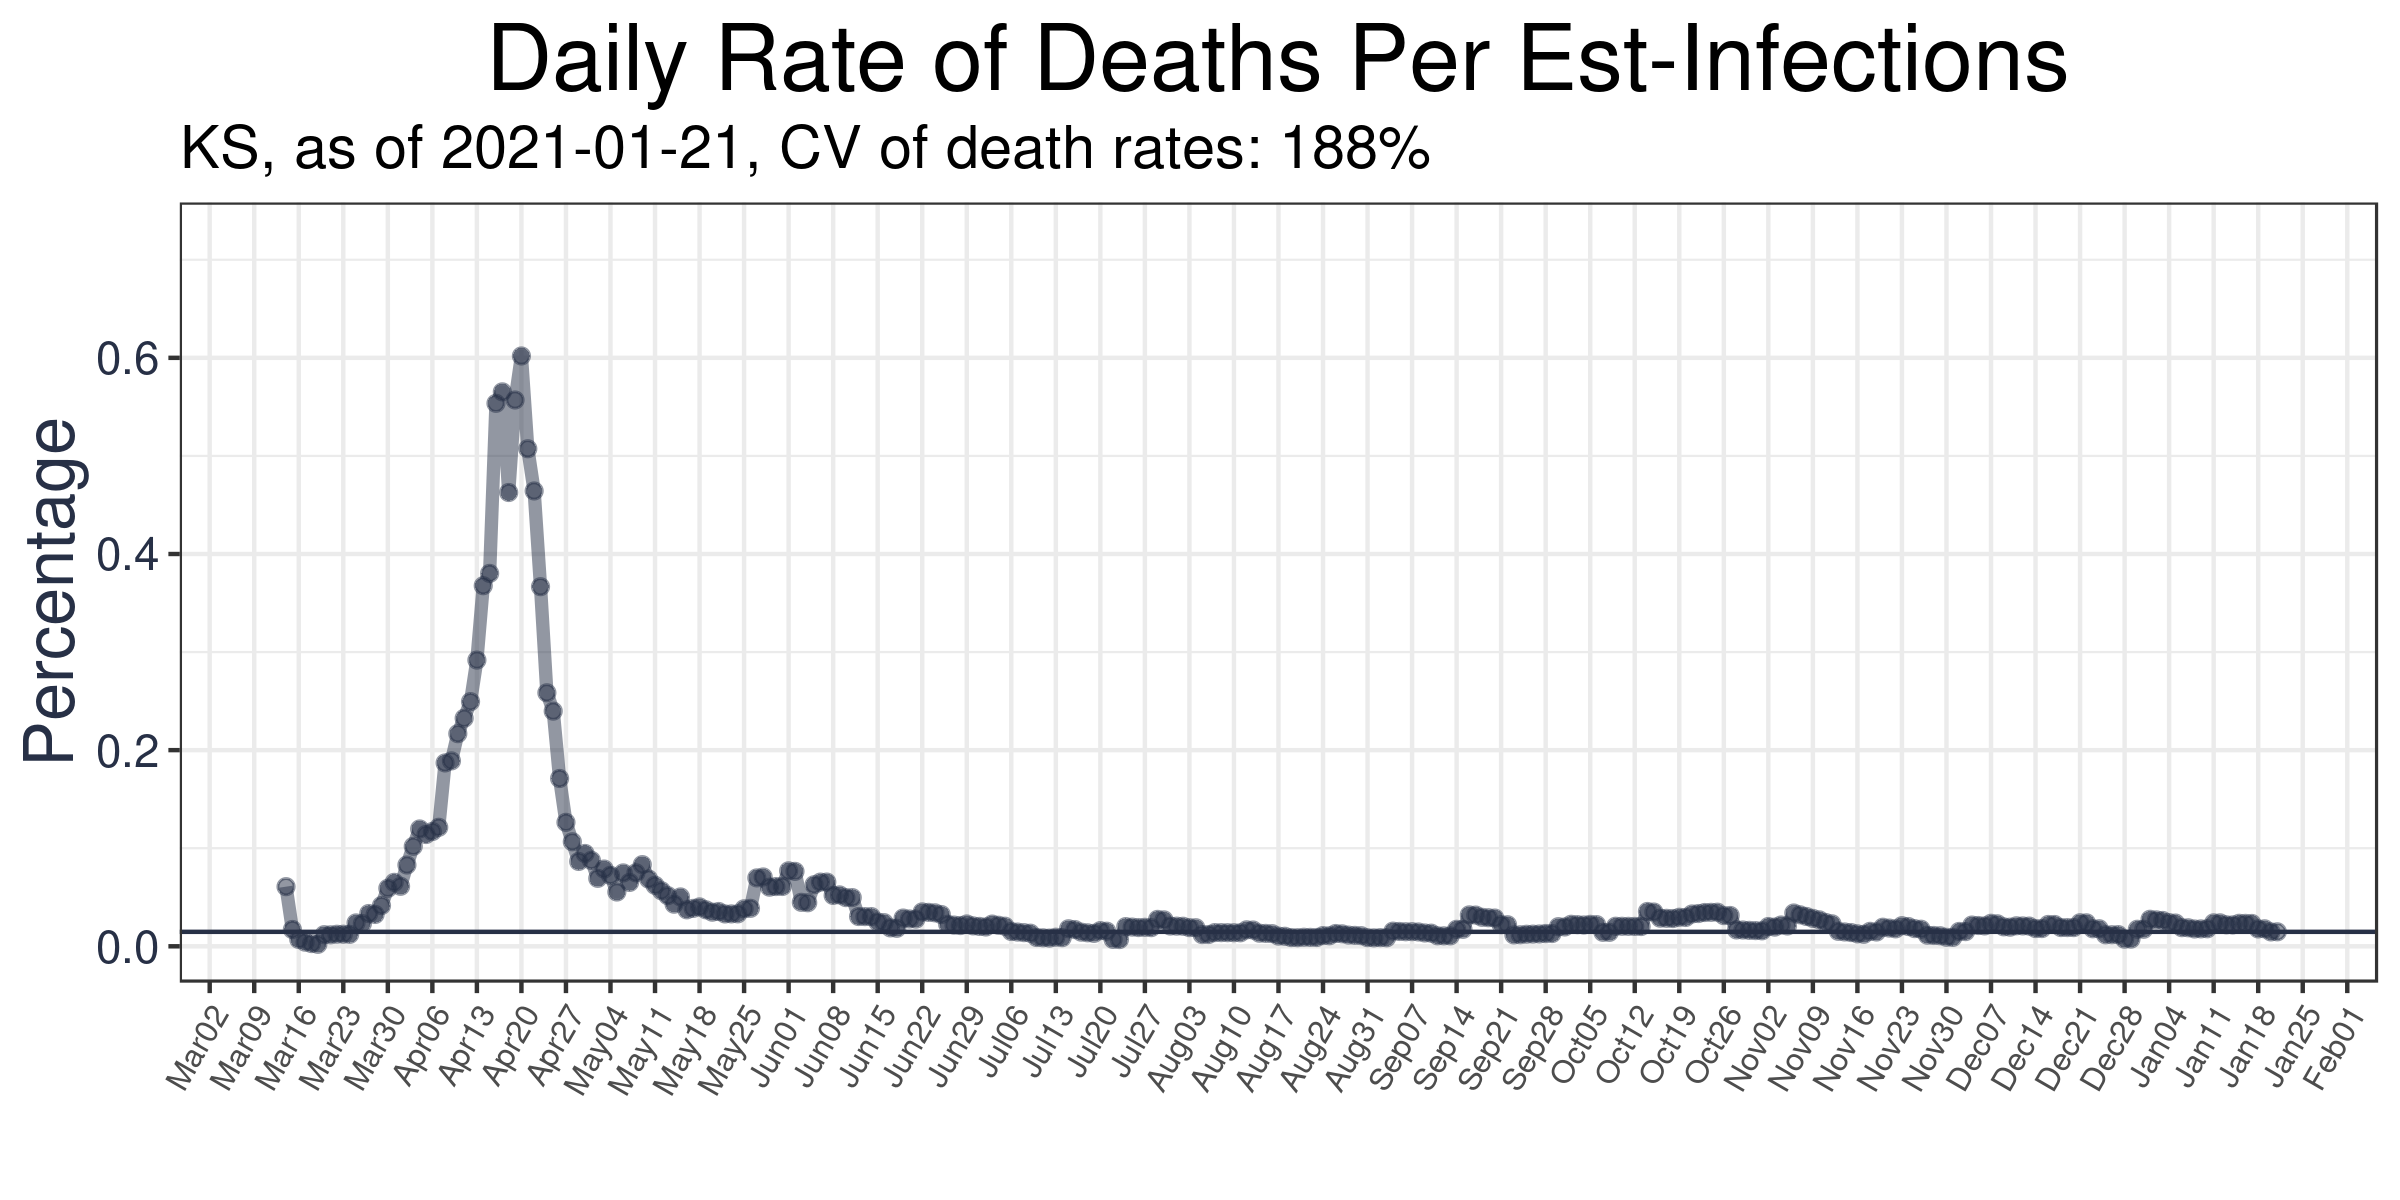 Daily Rate of Deaths Per Est-Infections
KS, as of 2021-01-21, CV of death rates: 188%
Percentage
0.6
0.4
0.2
0.0
Mar02 Mar09 Mar16 Mar23 Mar30 Apr06 Apr13 Apr20 Apr27 May04 May11 May18 May25 Jun01 Jun08 Jun15 Jun22 Jun29 Jul06 Jul13 Jul20 Jul27 Aug03 Aug10 Aug17 Aug24 Aug31 Sep07 Sep14 Sep21 Sep28 Oct05 Oct12 Oct19 Oct26 Nov02 Nov09 Nov16 Nov23 Nov30 Dec07 Dec14 Dec21 Dec28 Jan04 Jan11 Jan18 Jan25 Feb01